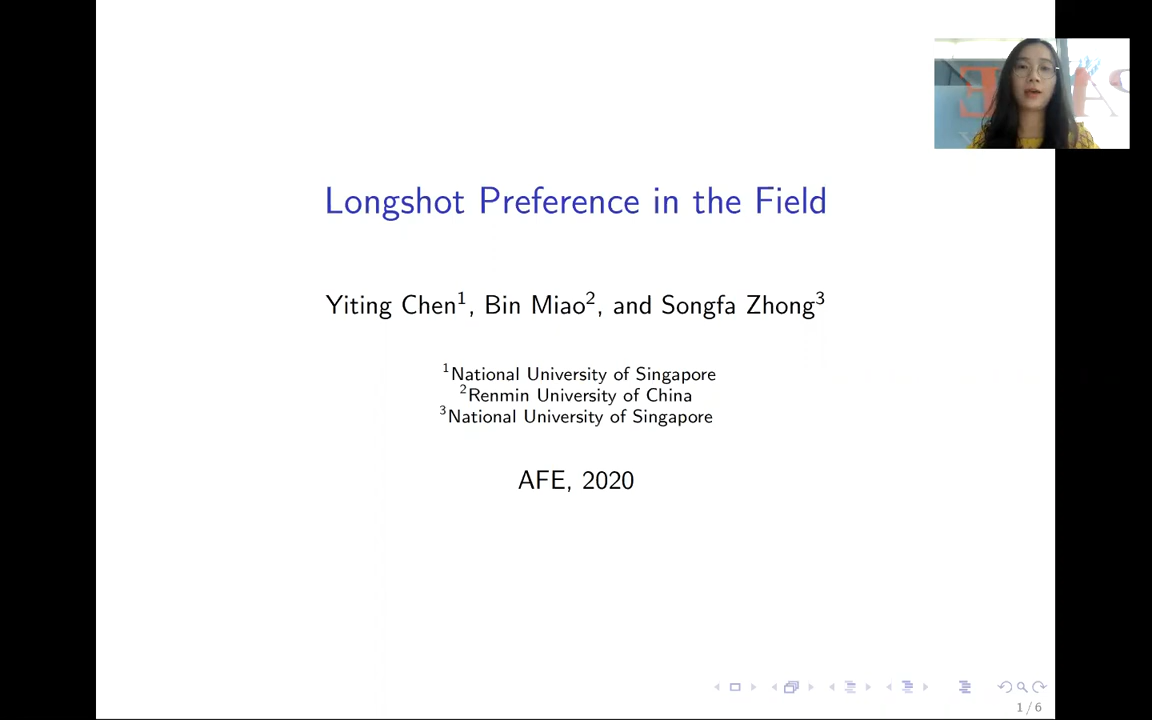 Longshot Preference in the Field
Yiting Chen¹, Bin Miao², and Songfa Zhong³
¹National University of Singapore
²Renmin University of China
³National University of Singapore
AFE, 2020
1 / 6